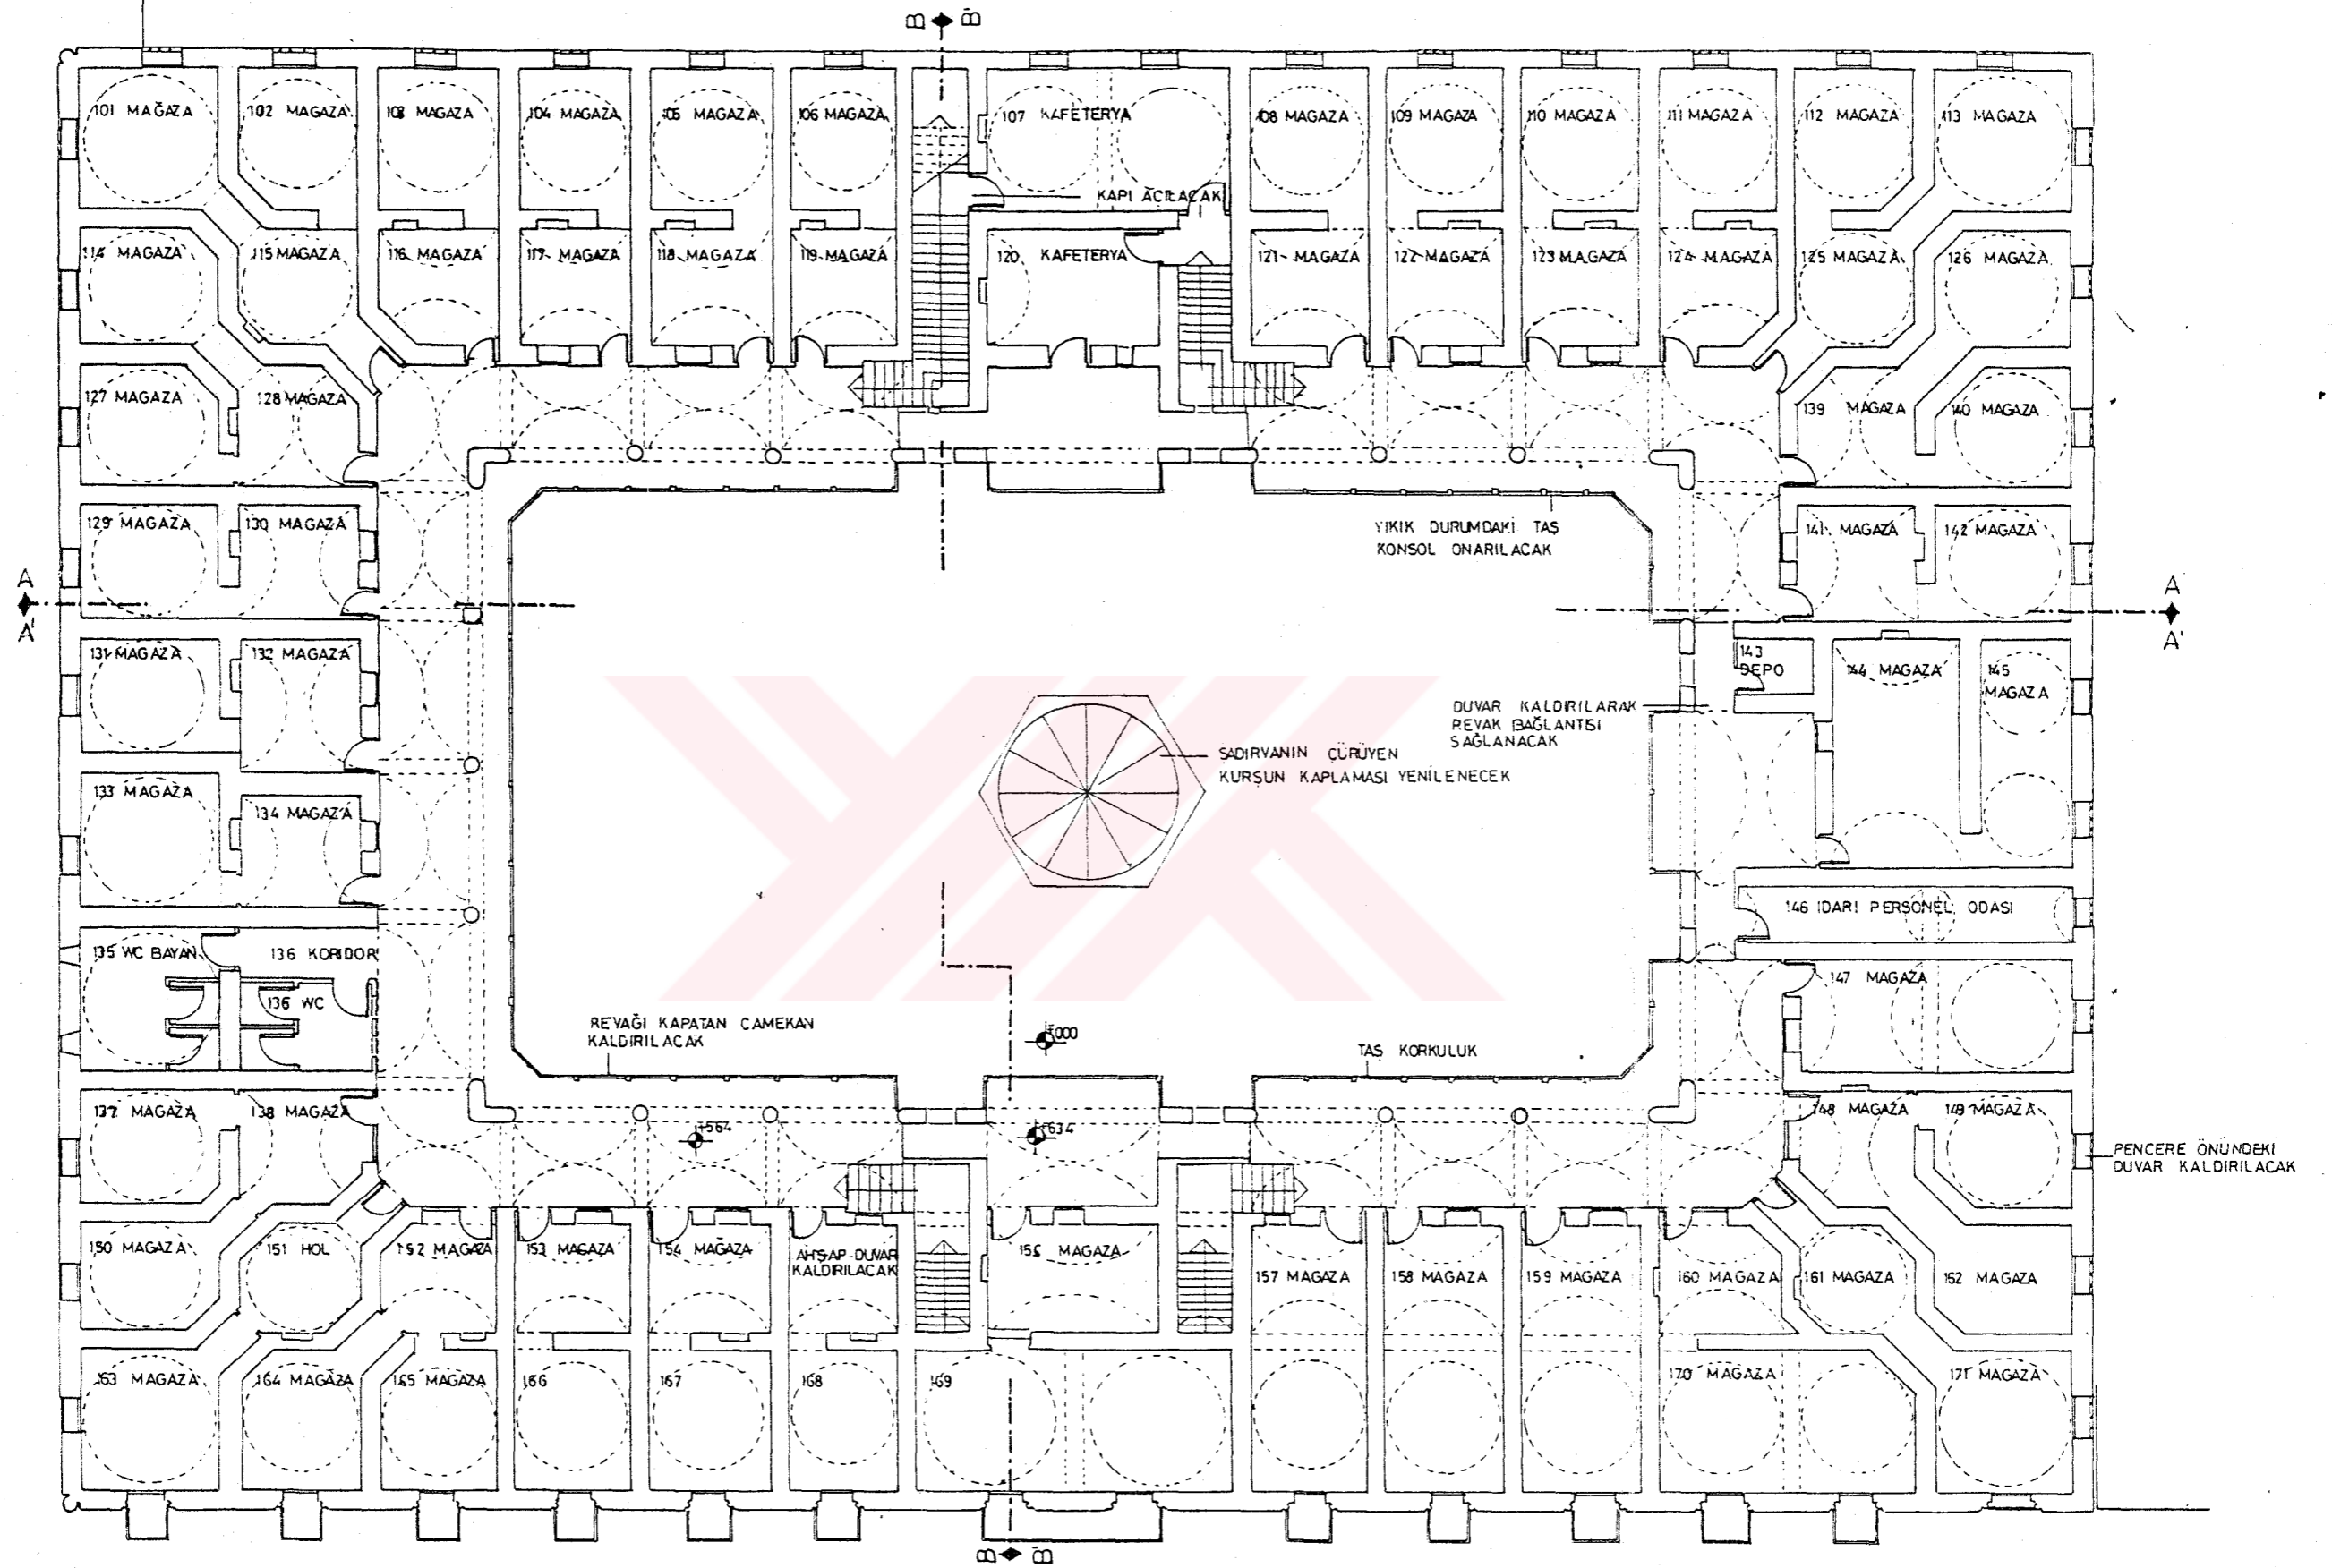 B B̄
101 MAĞAZA
102 MAGAZA
103 MAGAZA
104 MAGAZA
105 MAGAZA
106 MAGAZA
107 KAFETERYA
108 MAGAZA
109 MAGAZA
110 MAGAZA
111 MAGAZA
112 MAGAZA
113 MAGAZA
KAPI AÇILACAK
114 MAGAZA
115 MAGAZA
116 MAGAZA
117 MAGAZA
118 MAGAZA
119 MAGAZA
120 KAFETERYA
121 MAGAZA
122 MAGAZA
123 MAGAZA
124 MAGAZA
125 MAGAZA
126 MAGAZA
127 MAGAZA
128 MAGAZA
139 MAGAZA
140 MAGAZA
129 MAGAZA
130 MAGAZA
YIKIK DURUMDAKİ TAŞ
KONSOL ONARILACAK
141 MAGAZA
142 MAGAZA
A
A'
A
A'
131 MAGAZA
132 MAGAZA
143
DEPO
144 MAGAZA
145
MAGAZA
DUVAR KALDIRILARAK
REVAK BAĞLANTISI
SAĞLANACAK
YÖK
ŞADIRVANIN ÇÜRÜYEN
KURŞUN KAPLAMASI YENİLENECEK
133 MAGAZA
134 MAGAZA
146 IDARI PERSONEL ODASI
135 WC BAYAN
136 KORIDOR
136 WC
147 MAGAZA
REVAĞI KAPATAN CAMEKAN
KALDIRILACAK
+000
TAS KORKULUK
137 MAGAZA
138 MAGAZA
+564
+634
148 MAGAZA
149 MAGAZA
PENCERE ÖNÜNDEKİ
DUVAR KALDIRILACAK
150 MAGAZA
151 HOL
152 MAGAZA
153 MAGAZA
154 MAGAZA
AHŞAP DUVAR
KALDIRILACAK
156 MAGAZA
157 MAGAZA
158 MAGAZA
159 MAGAZA
160 MAGAZA
161 MAGAZA
162 MAGAZA
163 MAGAZA
164 MAGAZA
165 MAGAZA
166
167
168
169
170 MAGAZA
171 MAGAZA
B B̄